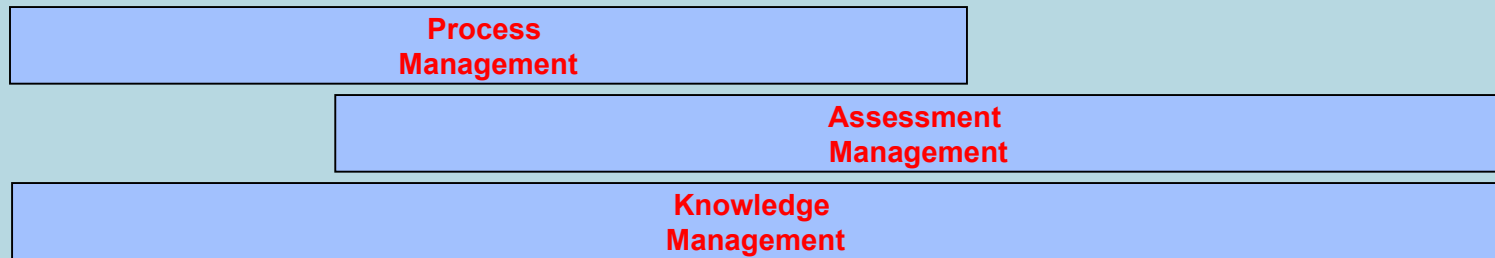 Process
Management
Assessment
Management
Knowledge
Management